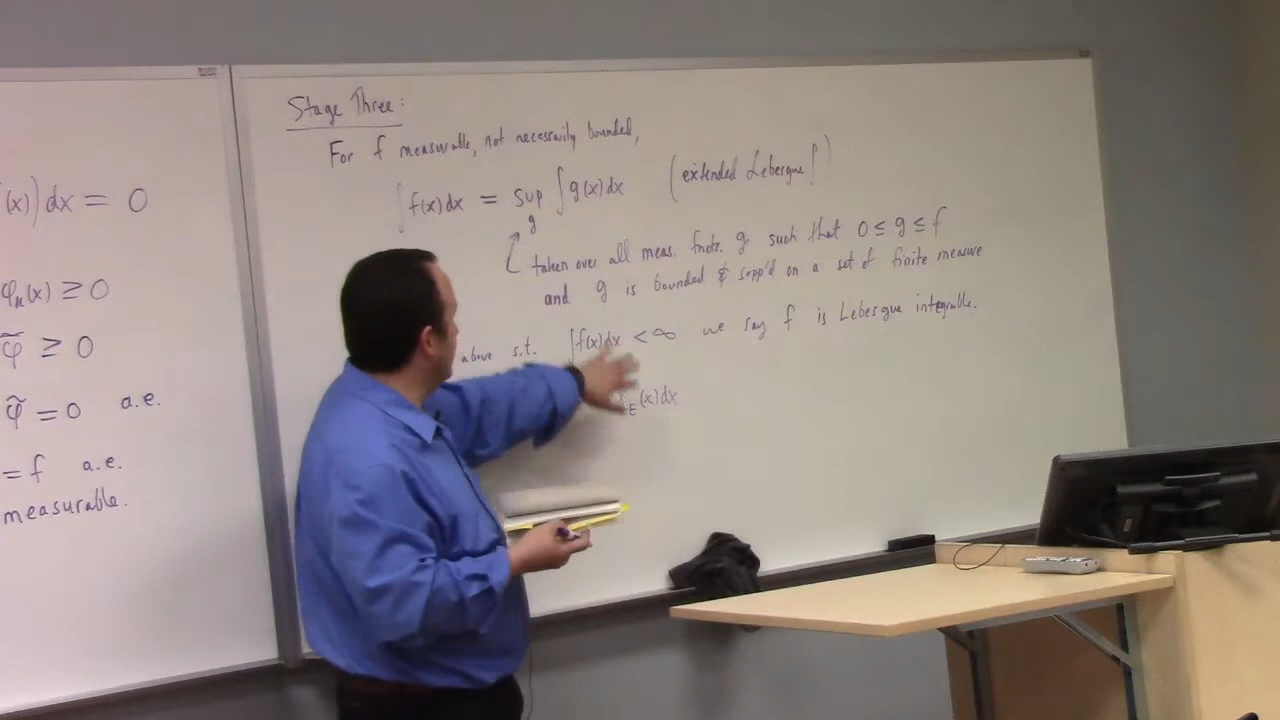 (x))dx = 0
φₙ(x) ≥ 0
φ̃ ≥ 0
φ̃ = 0 a.e.
= f a.e.
measurable.
Stage Three:
For f measurable, not necessarily bounded,
∫f(x)dx = sup ∫g(x)dx (extended Lebesgue ∫)
g
taken over all meas. fncts. g such that 0 ≤ g ≤ f
and g is bounded & supp'd on a set of finite measure
above s.t. ∫f(x)dx < ∞ we say f is Lebesgue integrable.
E(x)dx